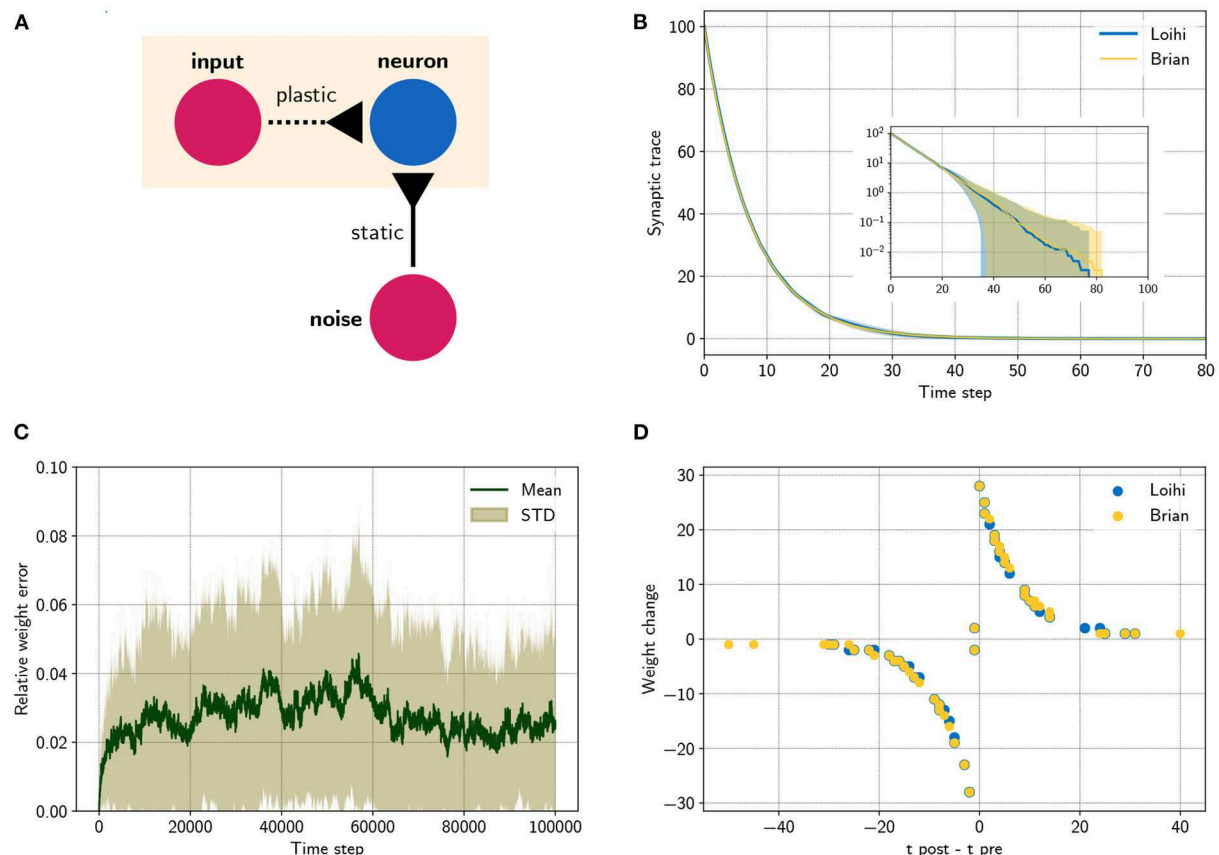 A
input
neuron
plastic
static
noise
B
Loihi
Brian
Synaptic trace
100
80
60
40
20
0
10²
10¹
10⁰
10⁻¹
10⁻²
0 20 40 60 80 100
0 10 20 30 40 50 60 70 80
Time step
C
Mean
STD
Relative weight error
0.10
0.08
0.06
0.04
0.02
0.00
0 20000 40000 60000 80000 100000
Time step
D
Loihi
Brian
Weight change
30
20
10
0
−10
−20
−30
−40 −20 0 20 40
t post - t pre